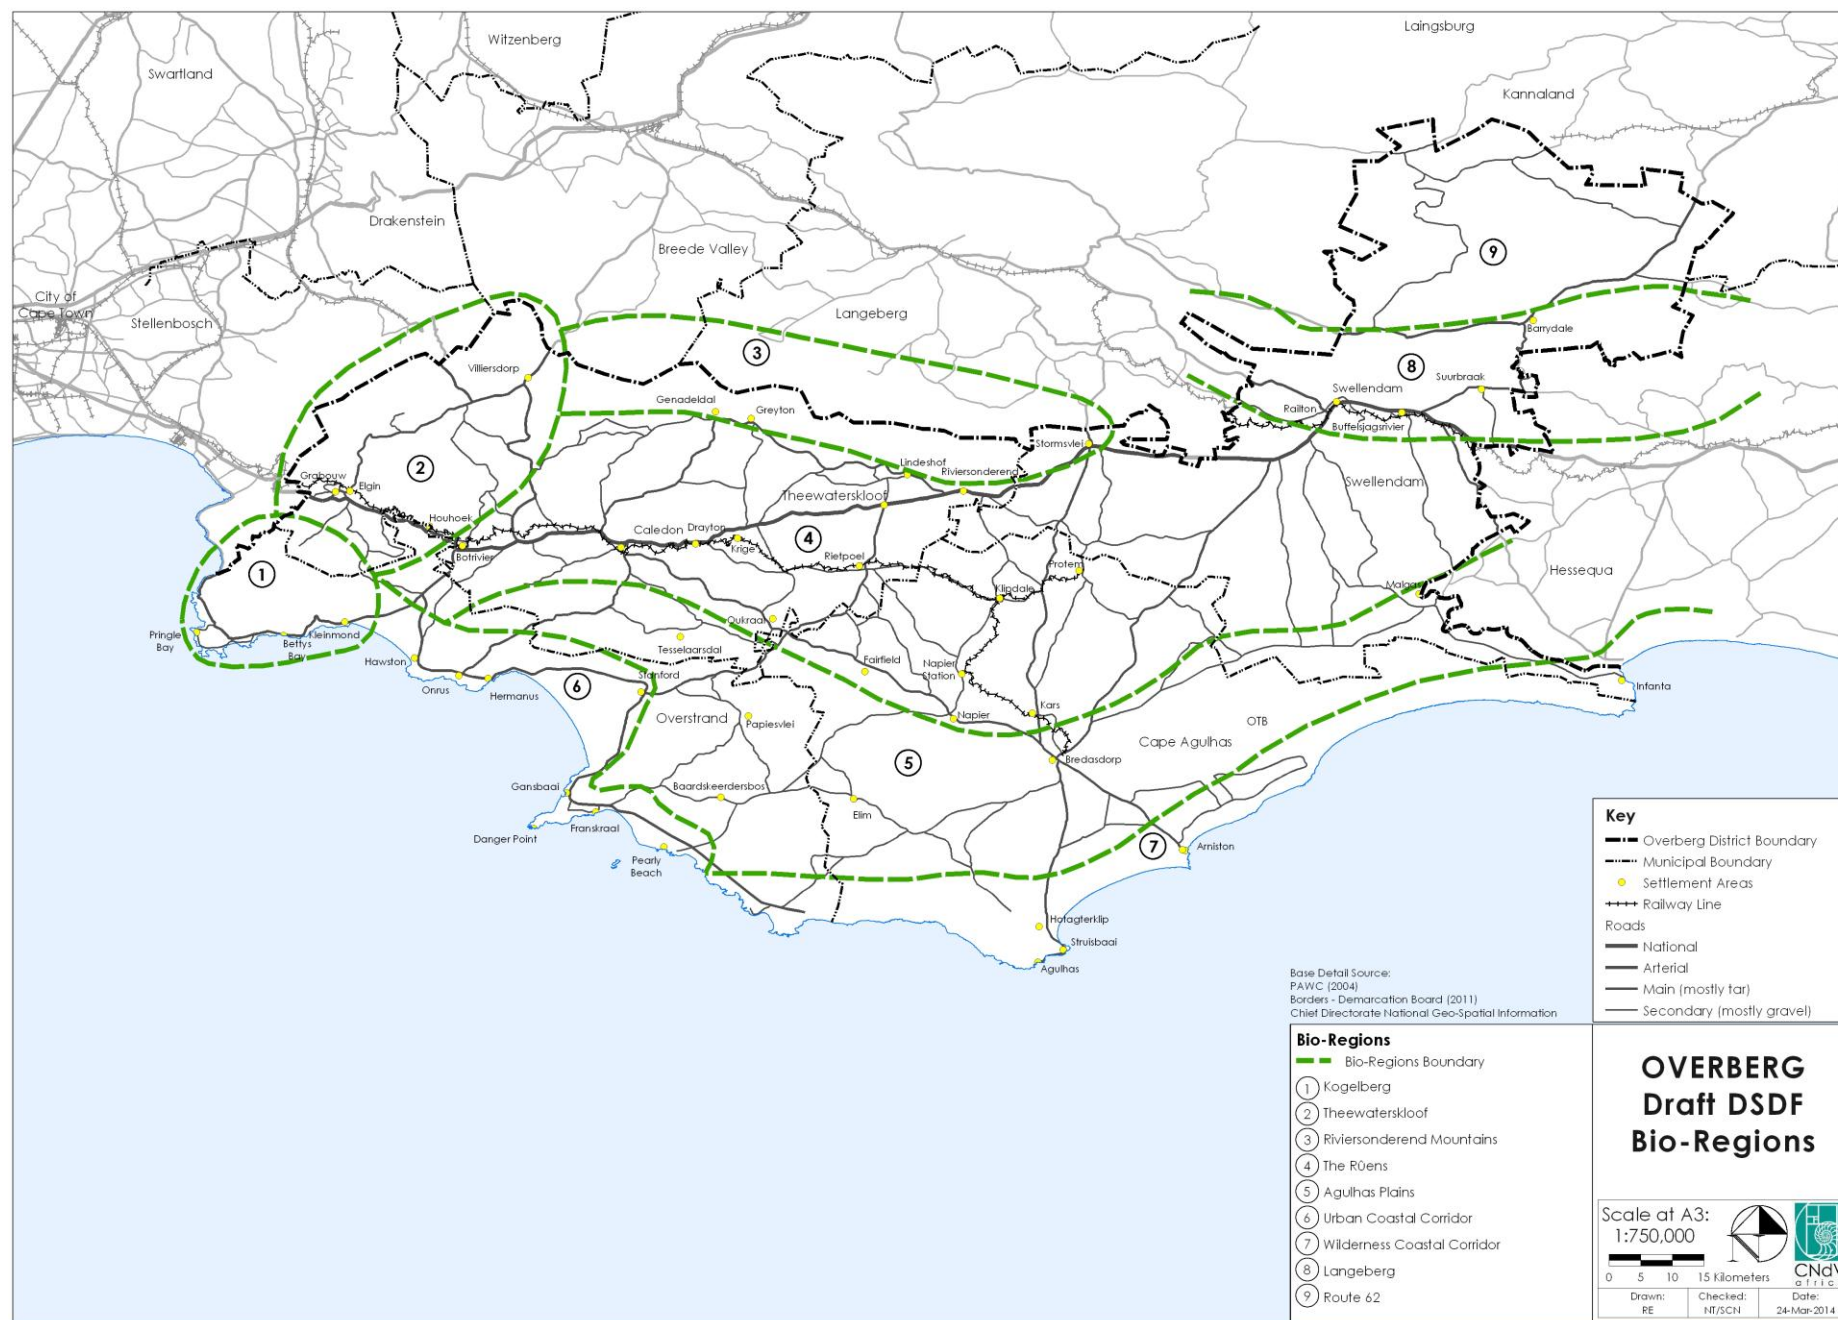 Witzenberg
Laingsburg
Swartland
Kannaland
Drakenstein
Breede Valley
9
City of
Cape Town
Stellenbosch
Langeberg
Barrydale
3
8
Villiersdorp
Suurbraak
Swellendam
Genadeldal
Greyton
Railton
Buffelsjagsrivier
Stormsvlei
2
Lindeshof
Riviersonderend
Grabouw
Elgin
Theewaterskloof
Swellendam
Houhoek
Caledon
Drayton
4
Krige
Botrivier
Rietpoel
Protem
Hessequa
1
Klipdale
Malgas
Oukraal
Pringle
Bay
Bettys
Bay
Kleinmond
Tesselaarsdal
Hawston
Fairfield
Napier
Station
Stanford
6
Onrus
Hermanus
Infanta
Overstrand
Papiesvlei
Napier
Kars
OTB
Cape Agulhas
5
Bredasdorp
Gansbaai
Baardskeerdersbos
Elim
Danger Point
Franskraal
7
Arniston
Pearly
Beach
Hotagterklip
Struisbaai
Agulhas
Key
Overberg District Boundary
Municipal Boundary
Settlement Areas
Railway Line
Roads
National
Arterial
Main (mostly tar)
Secondary (mostly gravel)
Base Detail Source:
PAWC (2004)
Borders - Demarcation Board (2011)
Chief Directorate National Geo-Spatial Information
Bio-Regions
Bio-Regions Boundary
1 Kogelberg
2 Theewaterskloof
3 Riviersonderend Mountains
4 The Rûens
5 Agulhas Plains
6 Urban Coastal Corridor
7 Wilderness Coastal Corridor
8 Langeberg
9 Route 62
OVERBERG
Draft DSDF
Bio-Regions
Scale at A3:
1:750,000
0 5 10 15 Kilometers
CNdV
africa
Drawn: Checked: Date:
RE NT/SCN 24-Mar-2014